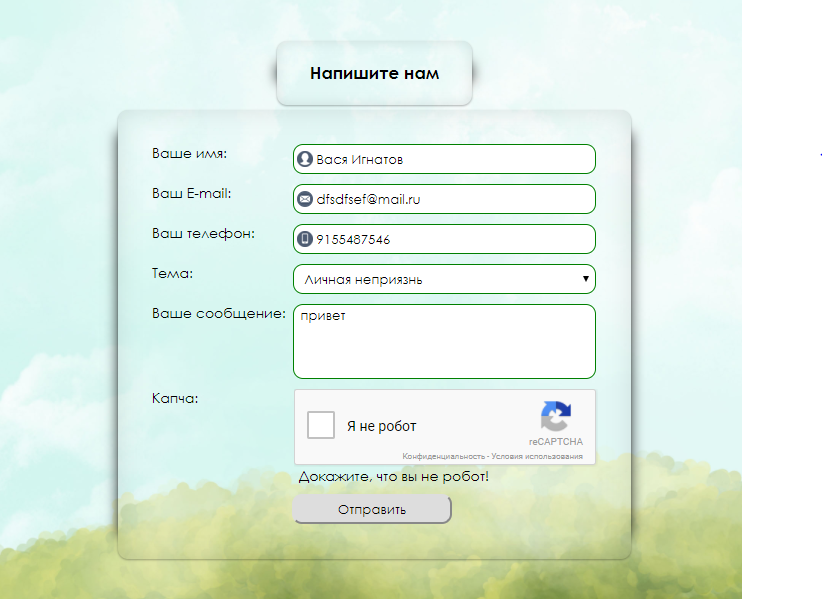 Напишите нам
Ваше имя: Вася Игнатов
Ваш E-mail: dfsdfsef@mail.ru
Ваш телефон: 9155487546
Тема: Личная неприязнь
Ваше сообщение: привет
Капча: Я не робот
reCAPTCHA
Конфиденциальность - Условия использования
Докажите, что вы не робот!
Отправить